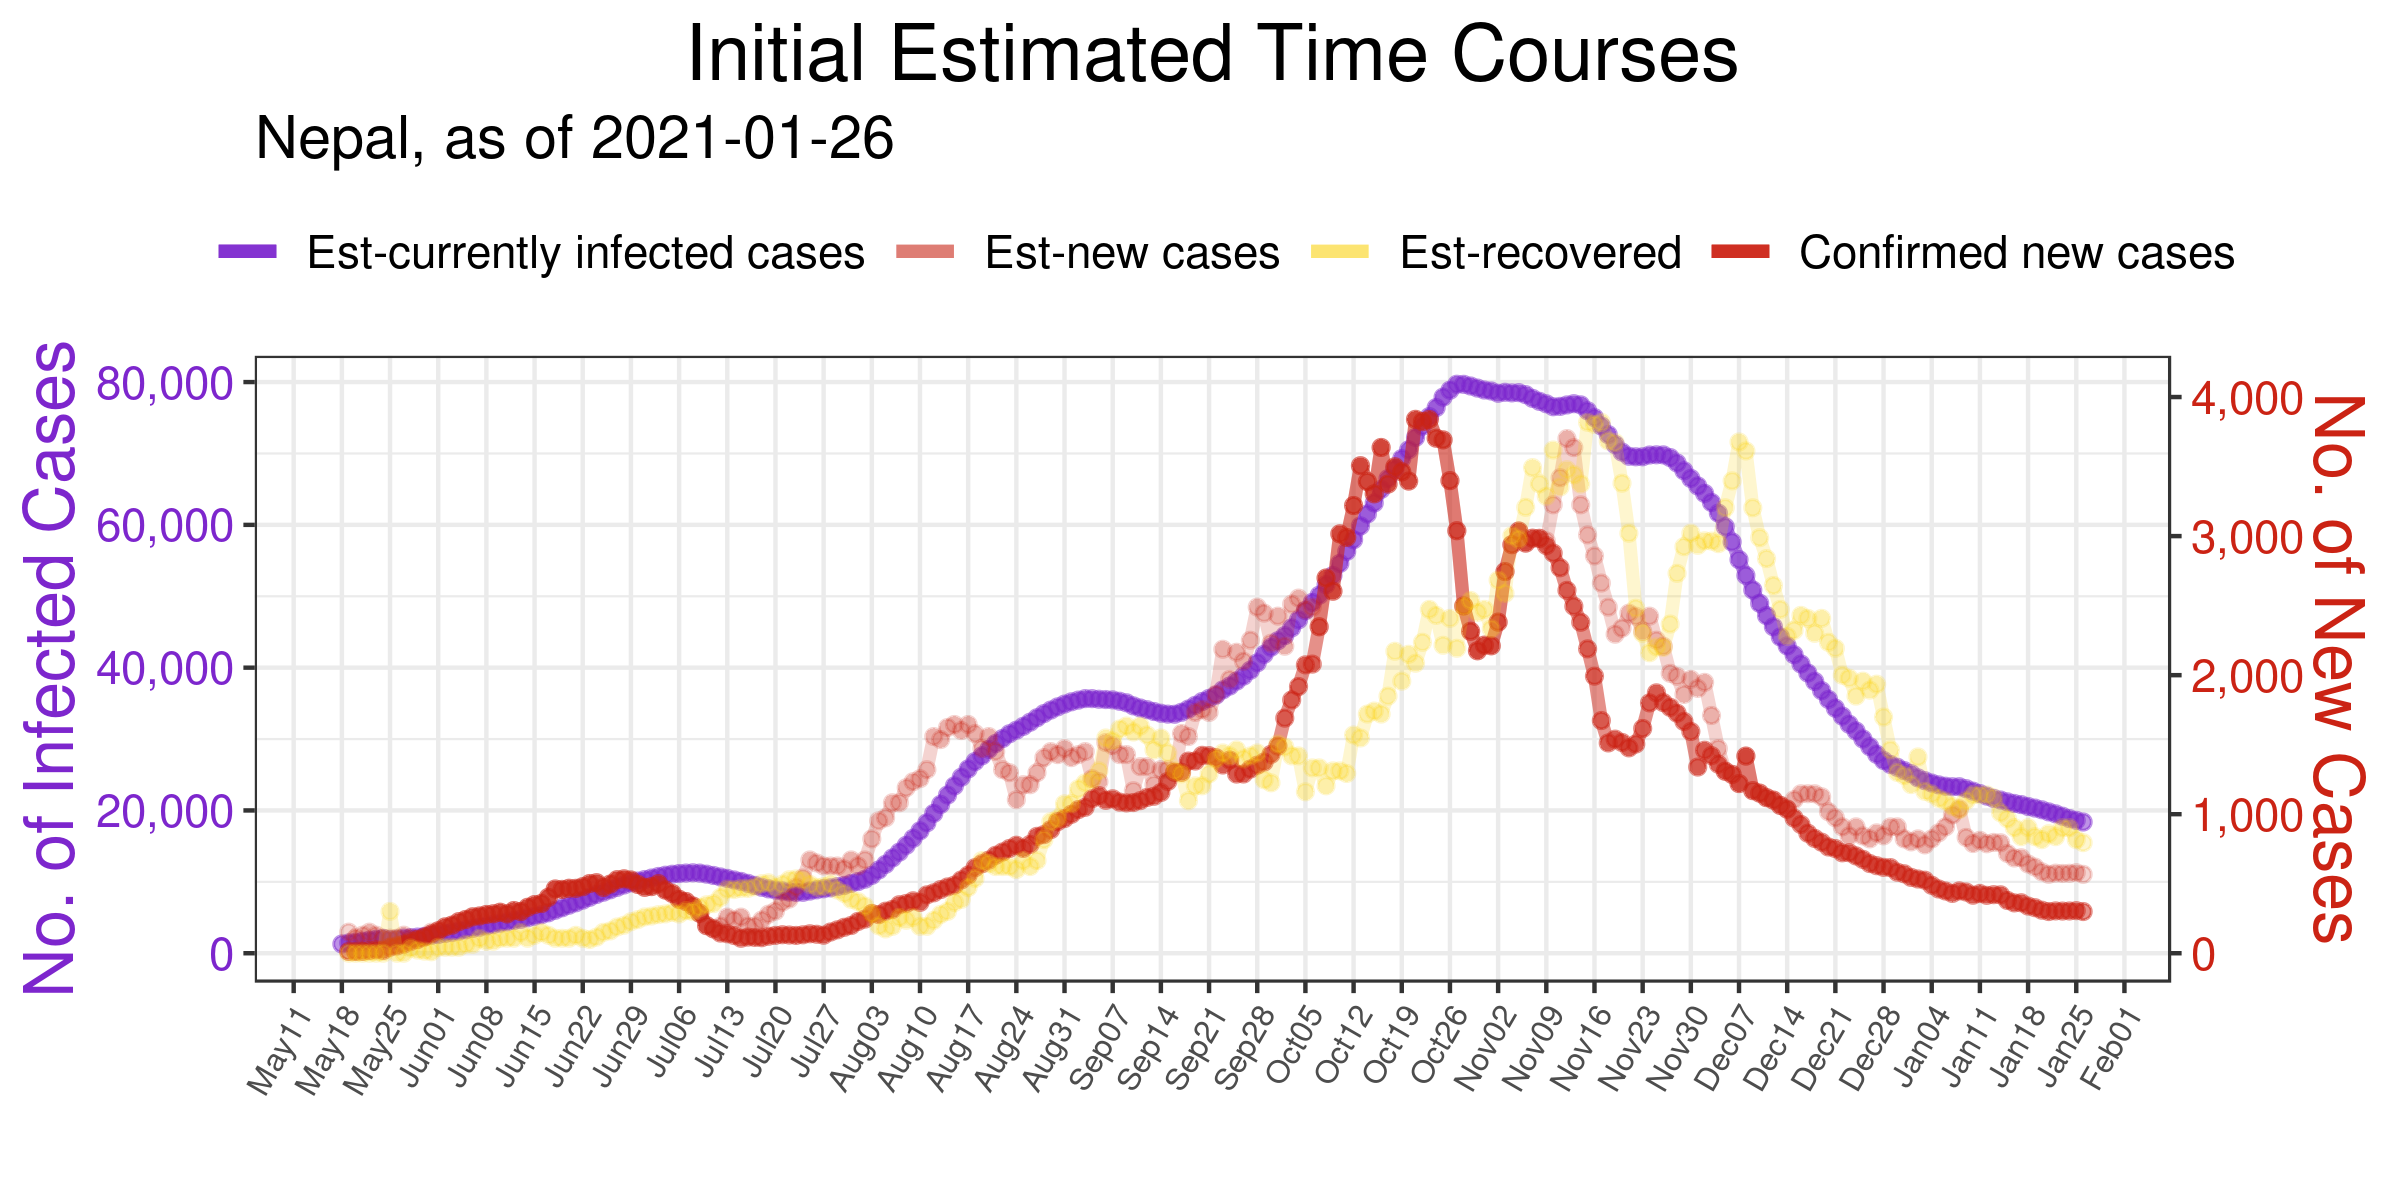 Initial Estimated Time Courses
Nepal, as of 2021-01-26
Est-currently infected cases Est-new cases Est-recovered Confirmed new cases
No. of Infected Cases
80,000
60,000
40,000
20,000
0
4,000
3,000
2,000
1,000
0
No. of New Cases
May11 May18 May25 Jun01 Jun08 Jun15 Jun22 Jun29 Jul06 Jul13 Jul20 Jul27 Aug03 Aug10 Aug17 Aug24 Aug31 Sep07 Sep14 Sep21 Sep28 Oct05 Oct12 Oct19 Oct26 Nov02 Nov09 Nov16 Nov23 Nov30 Dec07 Dec14 Dec21 Dec28 Jan04 Jan11 Jan18 Jan25 Feb01